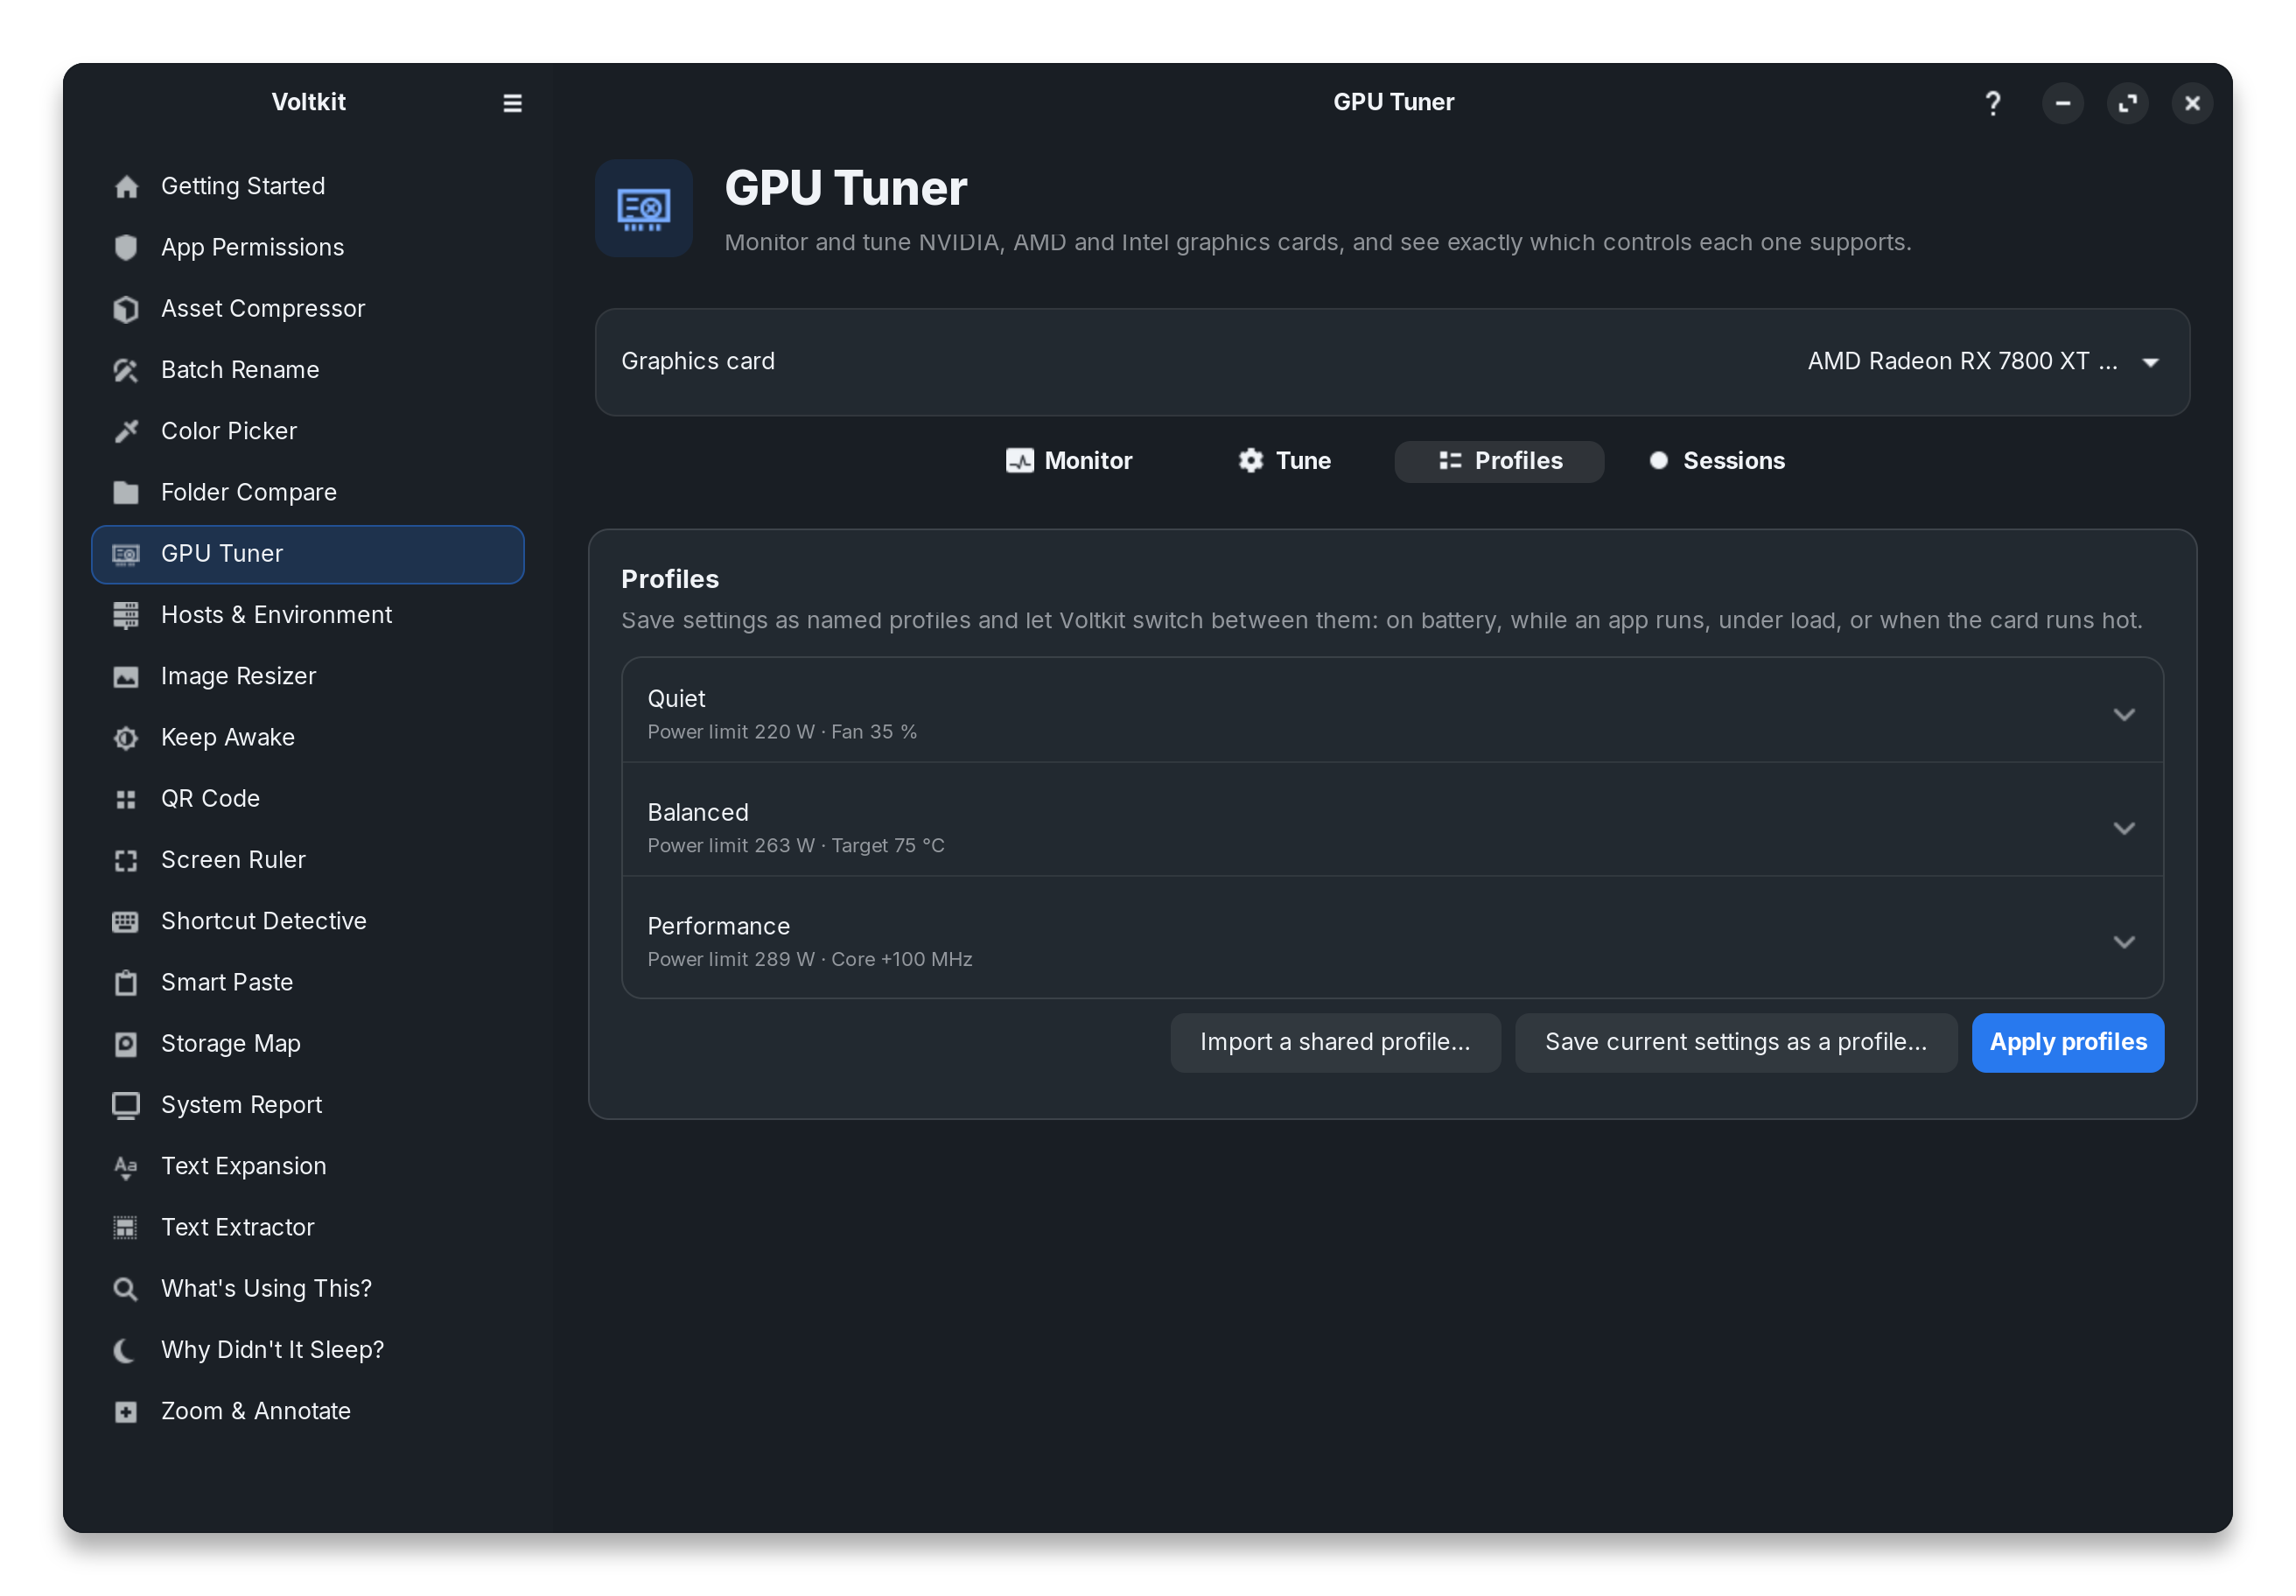 Voltkit
GPU Tuner
?
Getting Started
App Permissions
Asset Compressor
Batch Rename
Color Picker
Folder Compare
GPU Tuner
Hosts & Environment
Image Resizer
Keep Awake
QR Code
Screen Ruler
Shortcut Detective
Smart Paste
Storage Map
System Report
Text Expansion
Text Extractor
What's Using This?
Why Didn't It Sleep?
Zoom & Annotate
GPU Tuner
Monitor and tune NVIDIA, AMD and Intel graphics cards, and see exactly which controls each one supports.
Graphics card AMD Radeon RX 7800 XT ...
Monitor Tune Profiles Sessions
Profiles
Save settings as named profiles and let Voltkit switch between them: on battery, while an app runs, under load, or when the card runs hot.
Quiet
Power limit 220 W · Fan 35 %
Balanced
Power limit 263 W · Target 75 °C
Performance
Power limit 289 W · Core +100 MHz
Import a shared profile... Save current settings as a profile... Apply profiles